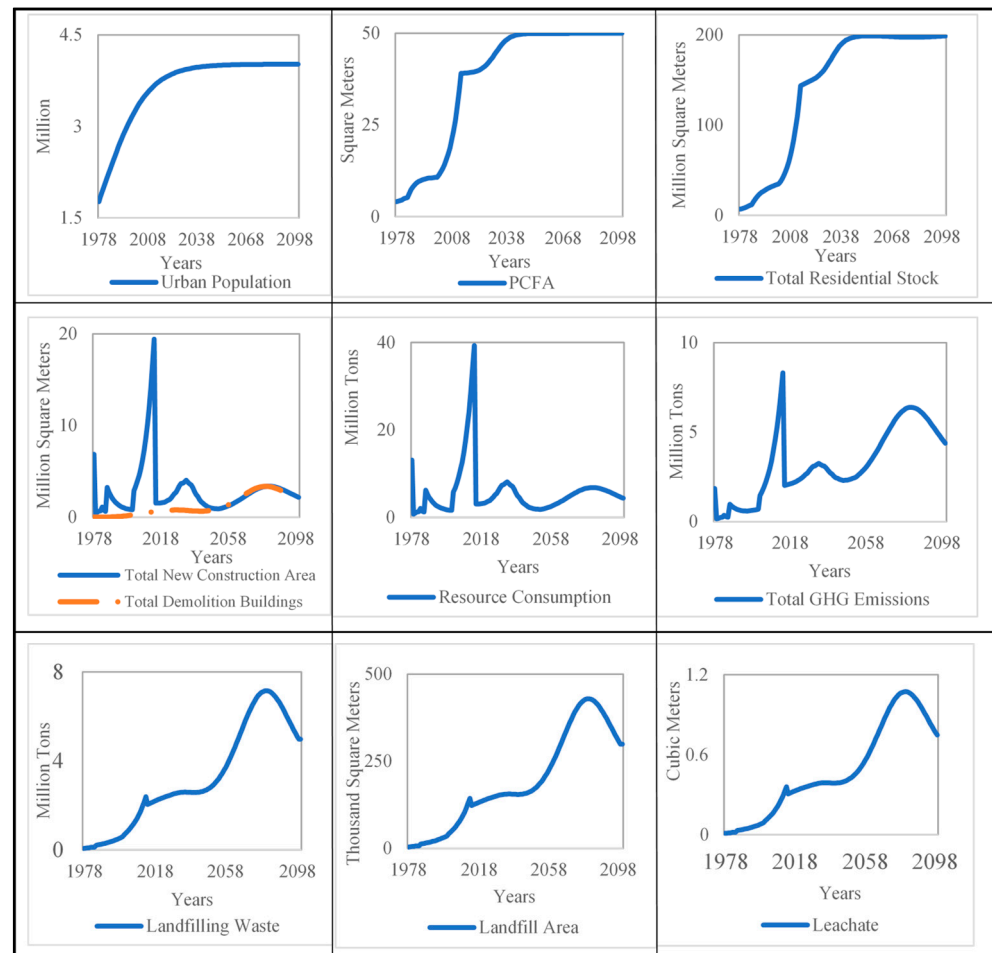 Million
4.5
3
1.5
1978 2008 2038 2068 2098
Years
Urban Population
Square Meters
50
25
0
1978 2008 2038 2068 2098
Years
PCFA
Million Square Meters
200
100
0
1978 2008 2038 2068 2098
Years
Total Residential Stock
Million Square Meters
20
10
0
1978 2018 2058 2098
Years
Total New Construction Area
Total Demolition Buildings
Million Tons
40
20
0
1978 2018 2058 2098
Years
Resource Consumption
Million Tons
10
5
0
1978 2018 2058 2098
Years
Total GHG Emissions
Million Tons
8
4
0
1978 2018 2058 2098
Years
Landfilling Waste
Thousand Square Meters
500
250
0
1978 2018 2058 2098
Years
Landfill Area
Cubic Meters
1.2
0.6
0
1978 2018 2058 2098
Years
Leachate